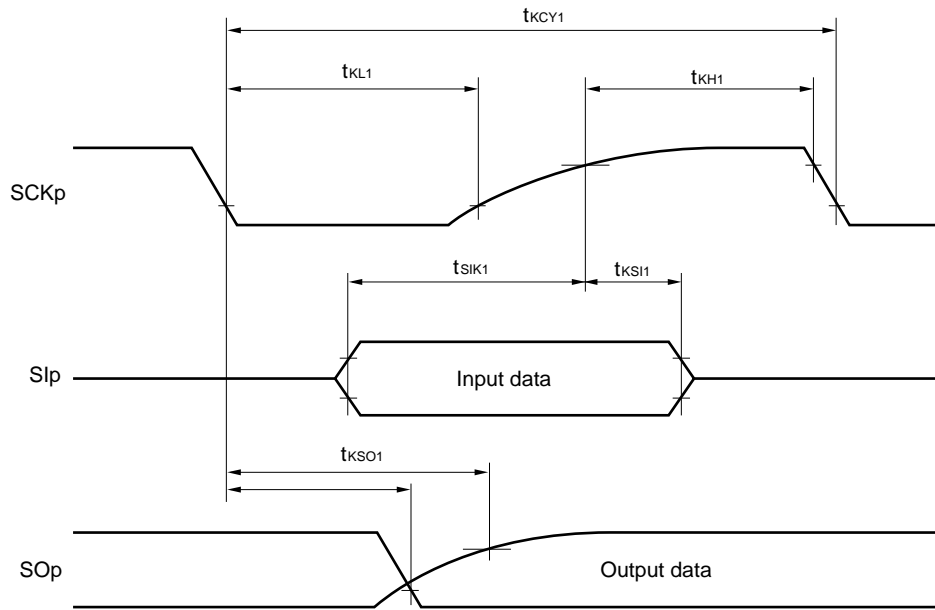 tKCY1
tKL1
tKH1
SCKp
tSIK1
tKSI1
SIp
Input data
tKSO1
SOp
Output data